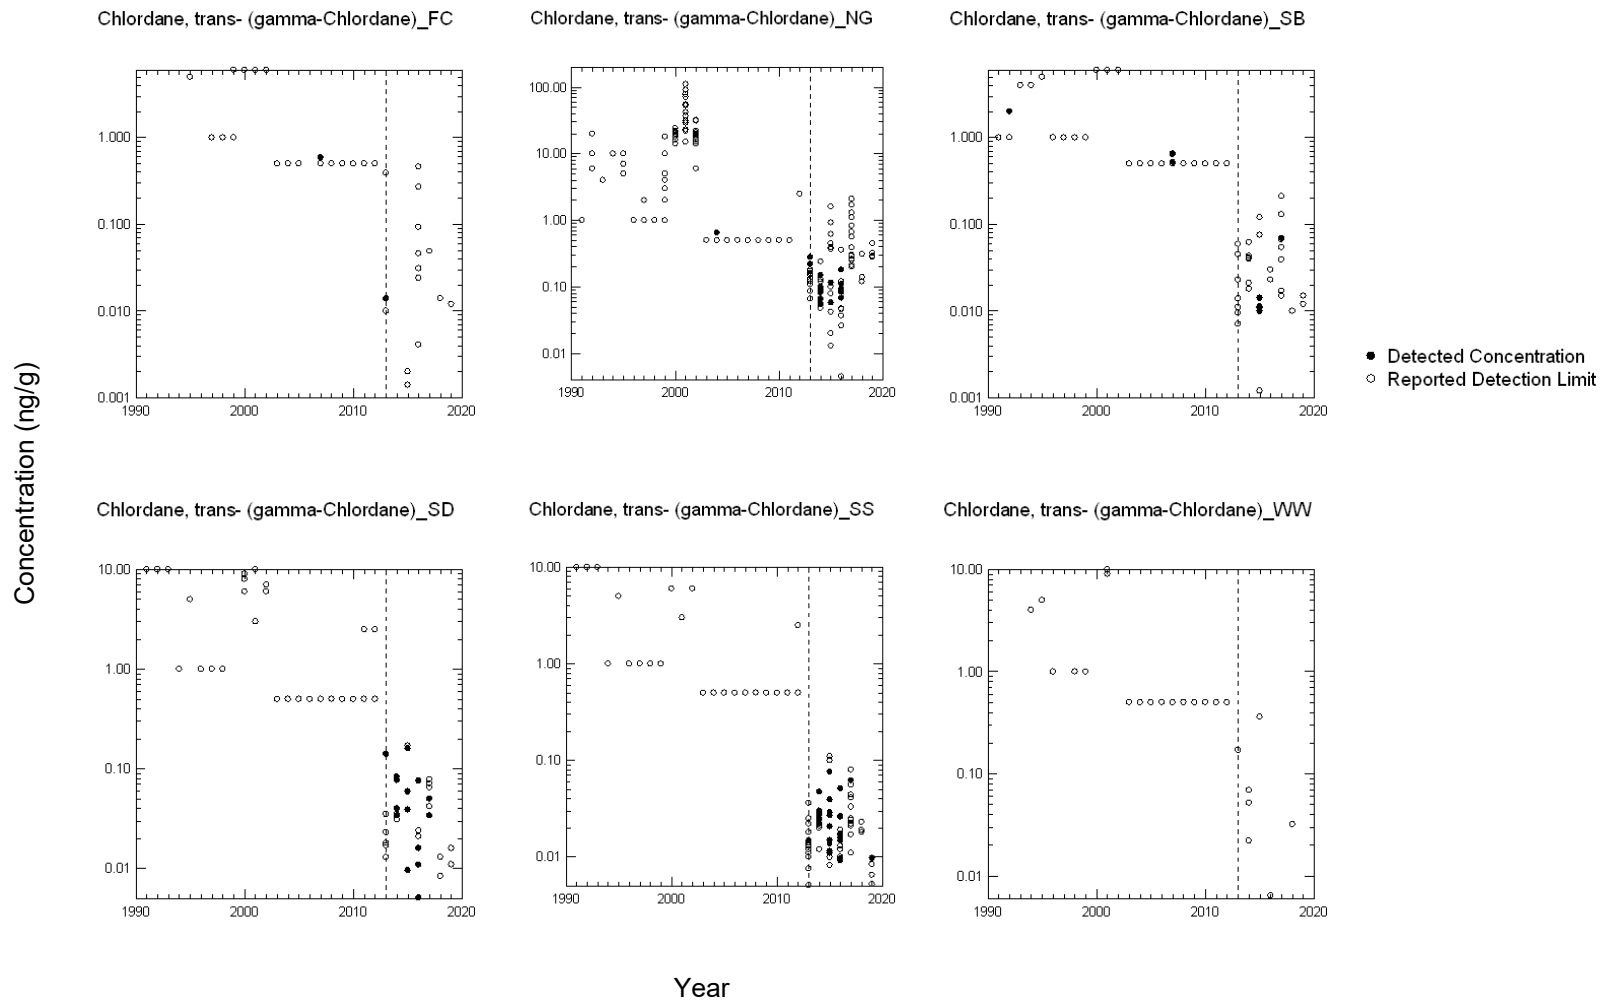 Chlordane, trans- (gamma-Chlordane)_FC
Chlordane, trans- (gamma-Chlordane)_NG
Chlordane, trans- (gamma-Chlordane)_SB
1.000
0.100
0.010
0.001
1990 2000 2010 2020
100.00
10.00
1.00
0.10
0.01
1990 2000 2010 2020
1.000
0.100
0.010
0.001
1990 2000 2010 2020
Detected Concentration
Reported Detection Limit
Concentration (ng/g)
Chlordane, trans- (gamma-Chlordane)_SD
Chlordane, trans- (gamma-Chlordane)_SS
Chlordane, trans- (gamma-Chlordane)_WW
10.00
1.00
0.10
0.01
1990 2000 2010 2020
10.00
1.00
0.10
0.01
1990 2000 2010 2020
10.00
1.00
0.10
0.01
1990 2000 2010 2020
Year